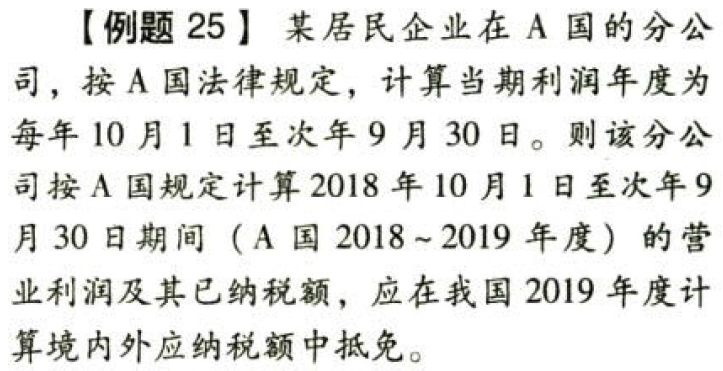 【例题 25】 某居民企业在 A 国的分公
司，按 A 国法律规定，计算当期利润年度为
每年 10 月 1 日至次年 9 月 30 日。则该分公
司按 A 国规定计算 2018 年 10 月 1 日至次年 9
月 30 日期间（A 国 2018～2019 年度）的营
业利润及其已纳税额，应在我国 2019 年度计
算境内外应纳税额中抵免。